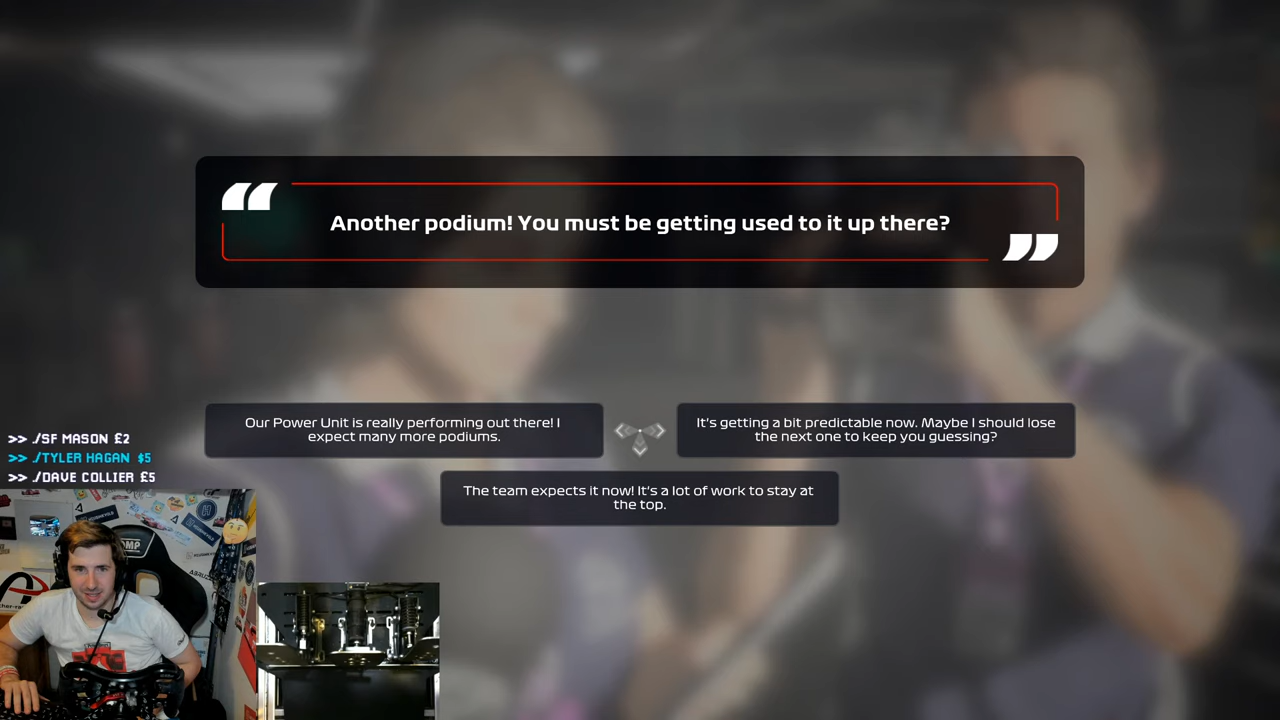 Another podium! You must be getting used to it up there?
Our Power Unit is really performing out there! I
expect many more podiums.
It's getting a bit predictable now. Maybe I should lose
the next one to keep you guessing?
The team expects it now! It's a lot of work to stay at
the top.
>> ./SF MASON £2
>> ./TYLER HAGAN $5
>> ./DAVE COLLIER £5